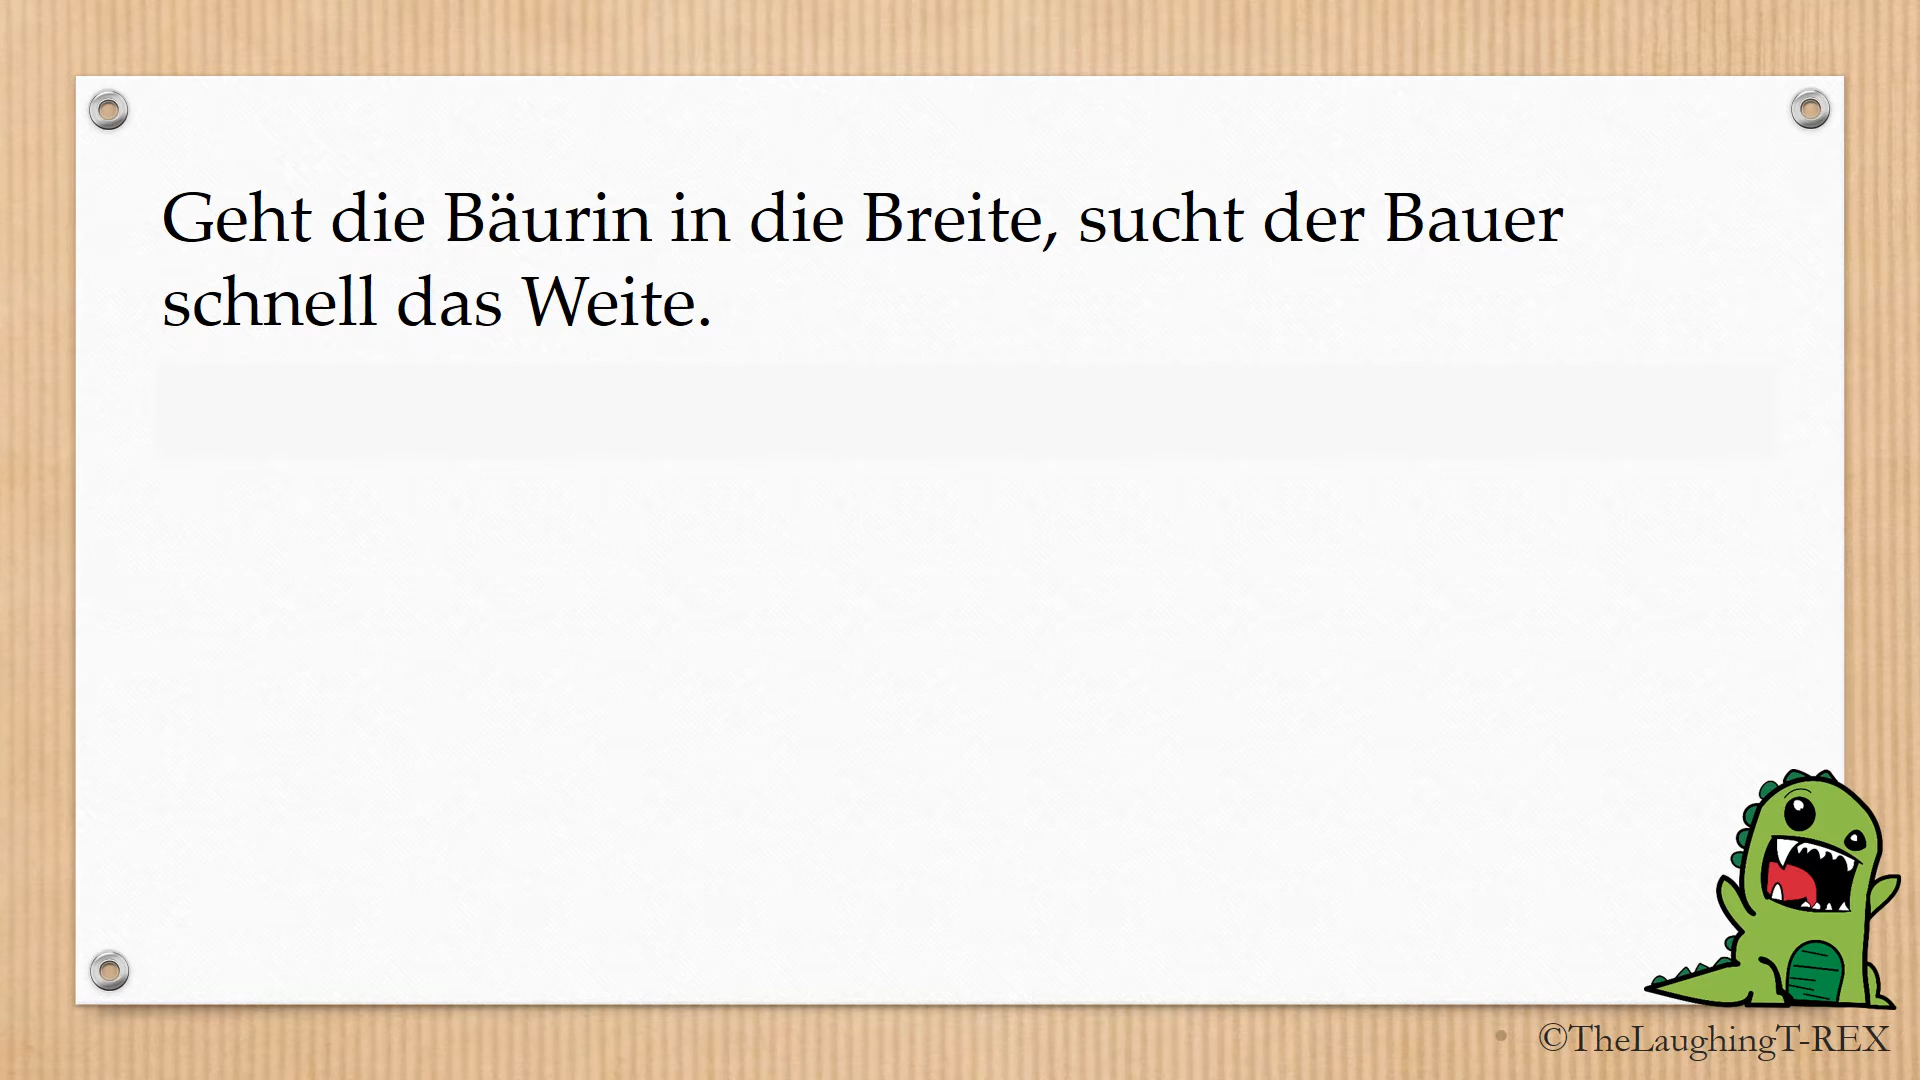 Geht die Bäurin in die Breite, sucht der Bauer
schnell das Weite.
©TheLaughingT-REX